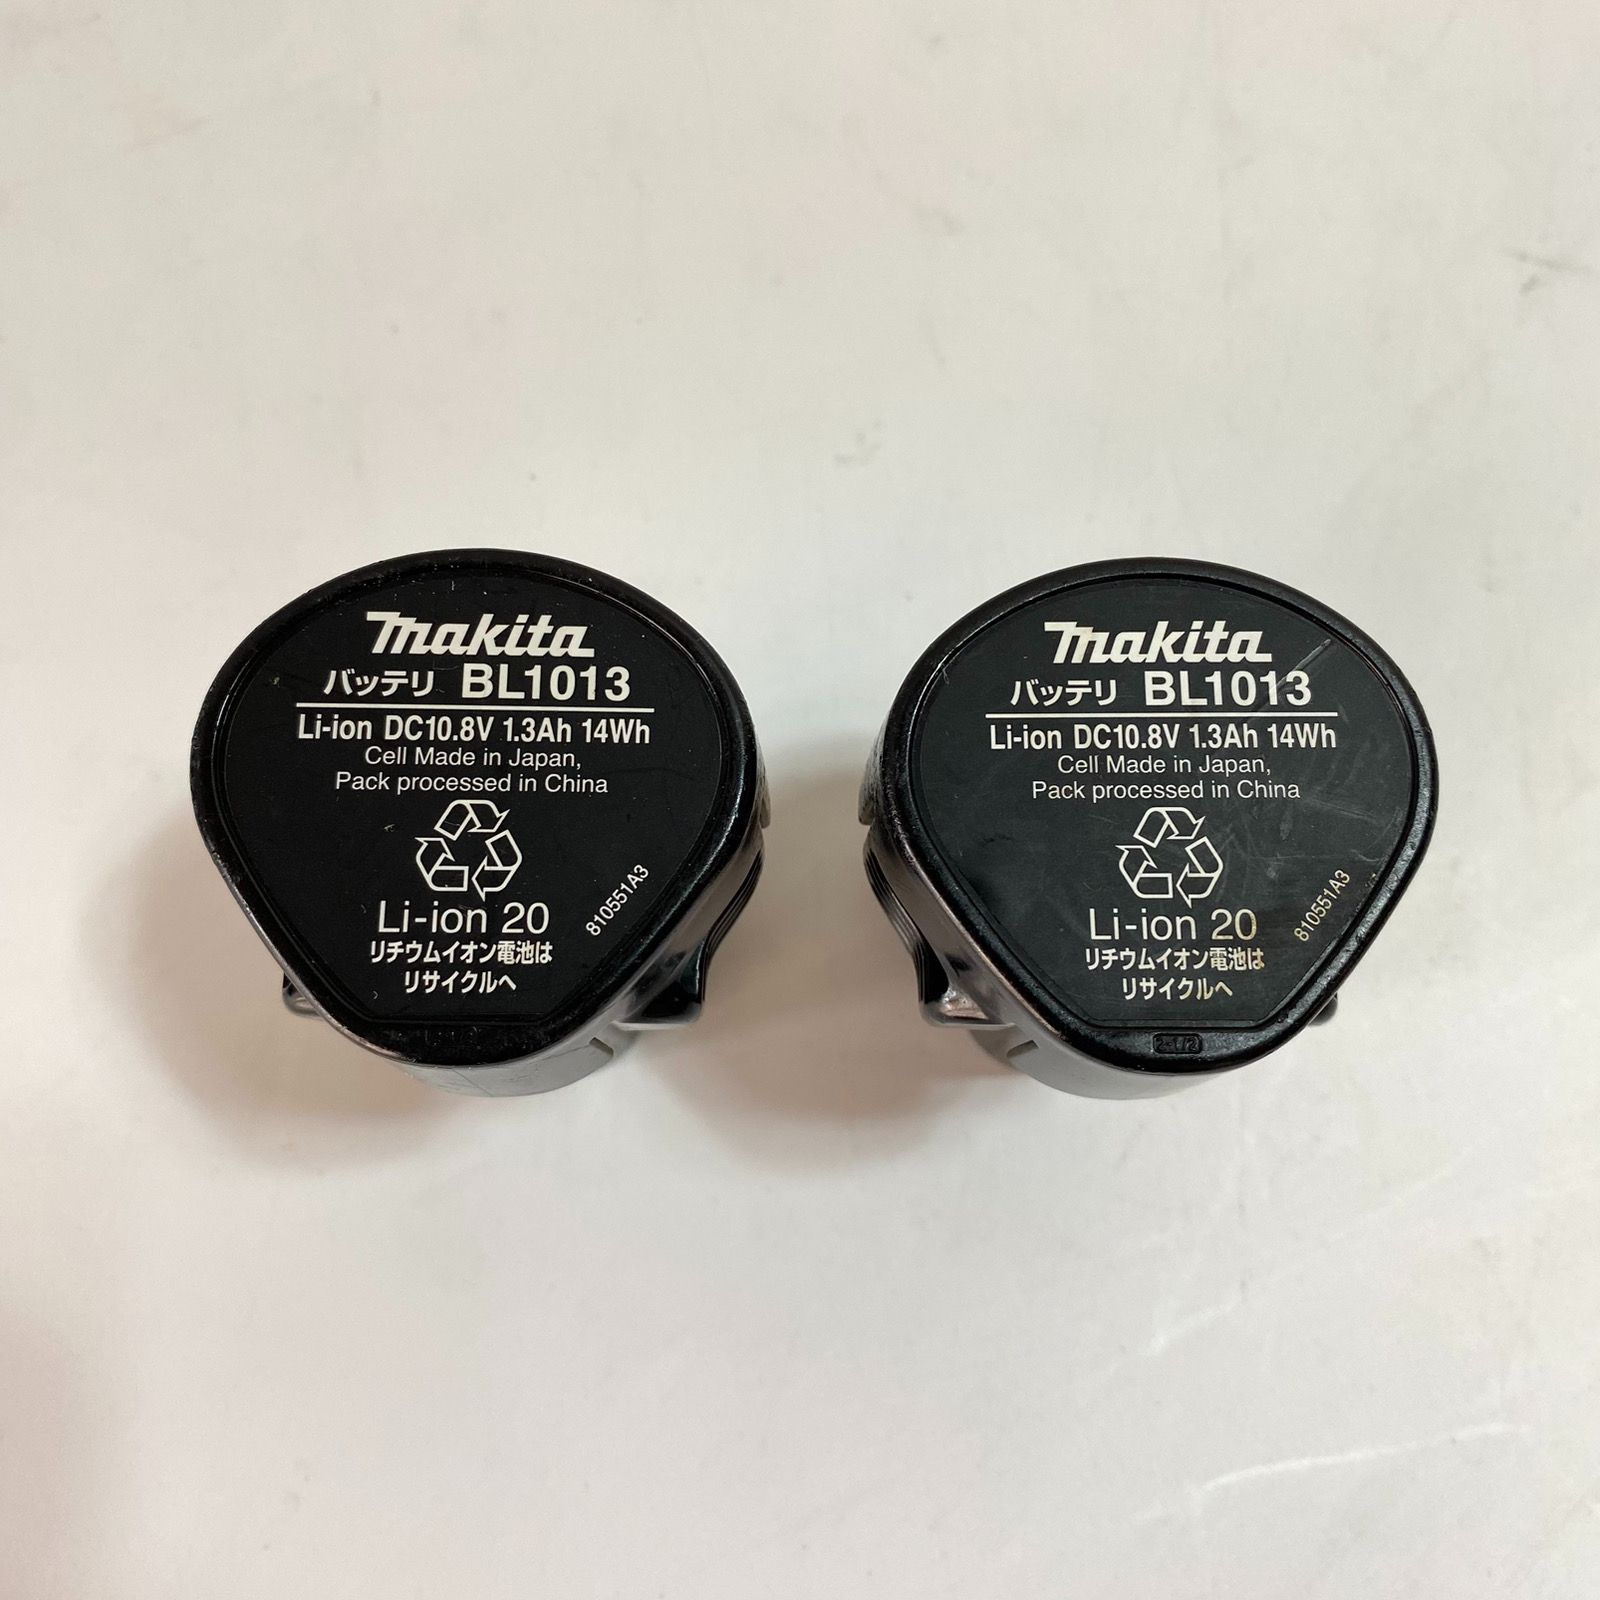 makita
バッテリ BL1013
Li-ion DC10.8V 1.3Ah 14Wh
Cell Made in Japan,
Pack processed in China
Li-ion 20
リチウムイオン電池は
リサイクルへ
810551A3
makita
バッテリ BL1013
Li-ion DC10.8V 1.3Ah 14Wh
Cell Made in Japan,
Pack processed in China
Li-ion 20
リチウムイオン電池は
リサイクルへ
810551A3
2-1/2